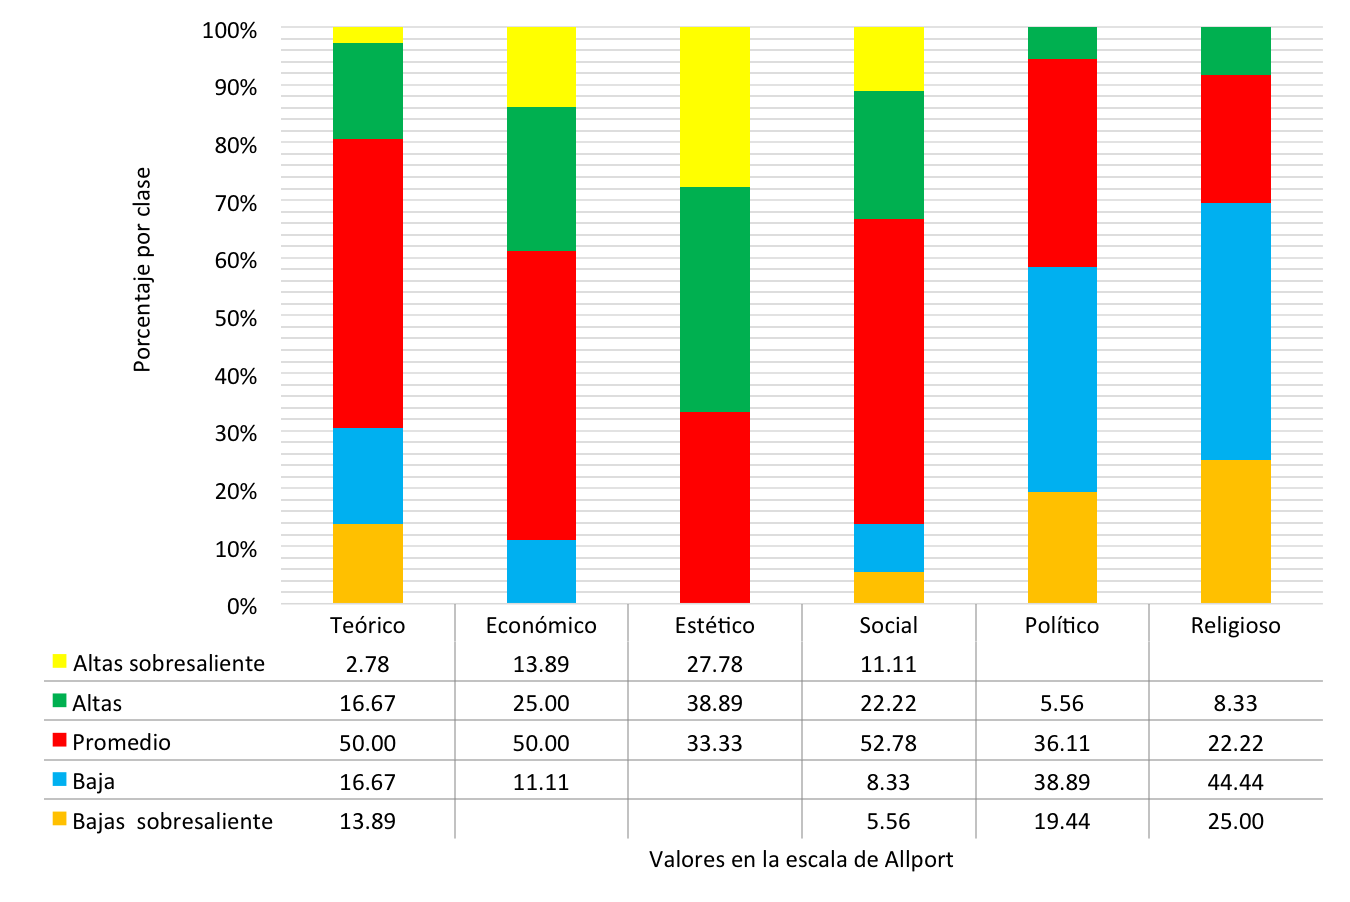 100%
90%
80%
70%
60%
50%
40%
30%
20%
10%
0%
Porcentaje por clase
Teórico Económico Estético Social Político Religioso
Altas sobresaliente 2.78 13.89 27.78 11.11
Altas 16.67 25.00 38.89 22.22 5.56 8.33
Promedio 50.00 50.00 33.33 52.78 36.11 22.22
Baja 16.67 11.11 8.33 38.89 44.44
Bajas sobresaliente 13.89 5.56 19.44 25.00
Valores en la escala de Allport